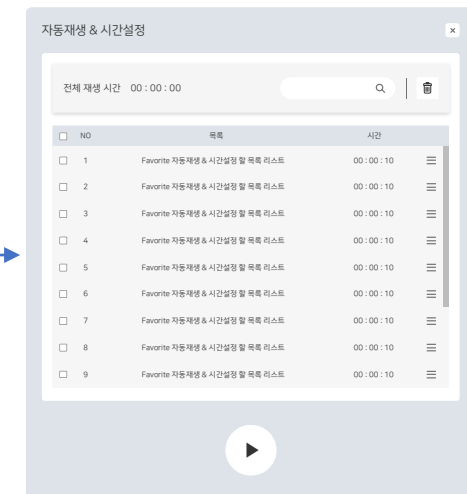 자동재생 & 시간설정
전체 재생 시간 00 : 00 : 00
NO 목록 시간
1 Favorite 자동재생 & 시간설정 할 목록 리스트 00 : 00 : 10
2 Favorite 자동재생 & 시간설정 할 목록 리스트 00 : 00 : 10
3 Favorite 자동재생 & 시간설정 할 목록 리스트 00 : 00 : 10
4 Favorite 자동재생 & 시간설정 할 목록 리스트 00 : 00 : 10
5 Favorite 자동재생 & 시간설정 할 목록 리스트 00 : 00 : 10
6 Favorite 자동재생 & 시간설정 할 목록 리스트 00 : 00 : 10
7 Favorite 자동재생 & 시간설정 할 목록 리스트 00 : 00 : 10
8 Favorite 자동재생 & 시간설정 할 목록 리스트 00 : 00 : 10
9 Favorite 자동재생 & 시간설정 할 목록 리스트 00 : 00 : 10